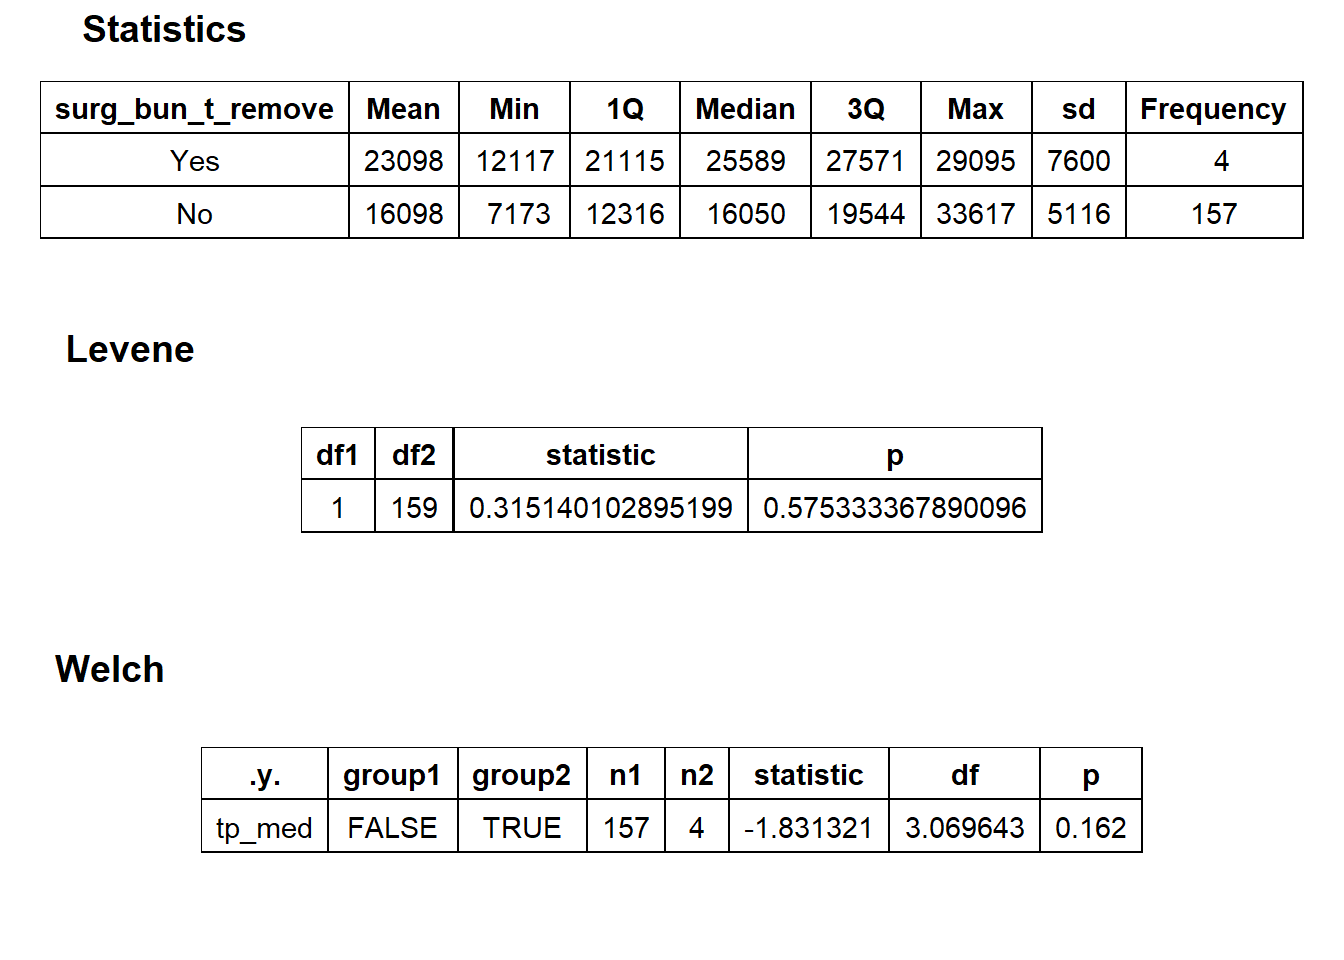 Statistics
surg_bun_t_remove Mean Min 1Q Median 3Q Max sd Frequency
Yes 23098 12117 21115 25589 27571 29095 7600 4
No 16098 7173 12316 16050 19544 33617 5116 157
Levene
df1 df2 statistic p
1 159 0.315140102895199 0.575333367890096
Welch
.y. group1 group2 n1 n2 statistic df p
tp_med FALSE TRUE 157 4 -1.831321 3.069643 0.162